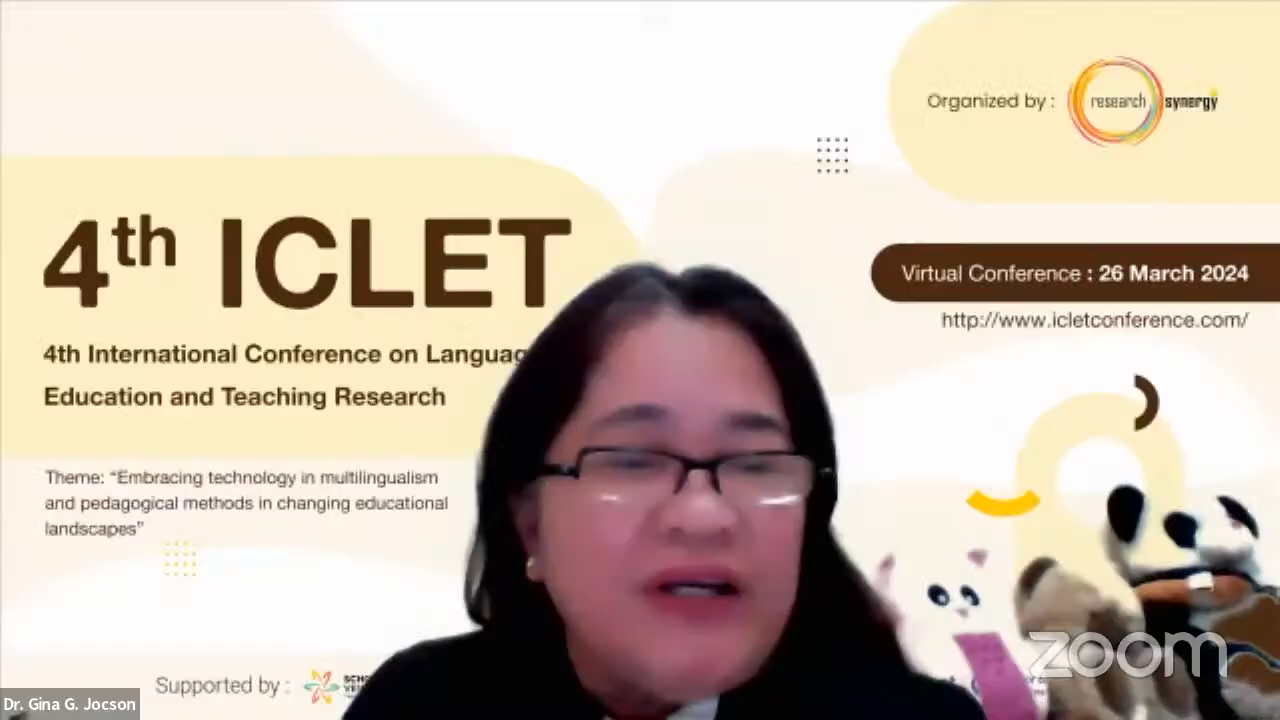 Organized by :
research synergy
4th ICLET
Virtual Conference : 26 March 2024
http://www.icletconference.com/
4th International Conference on
Education and Teaching Research
Theme: “Embracing technology in multilingualism
and pedagogical methods in changing educational
landscapes”
Supported by :
zoom
Dr. Gina G. Jocson